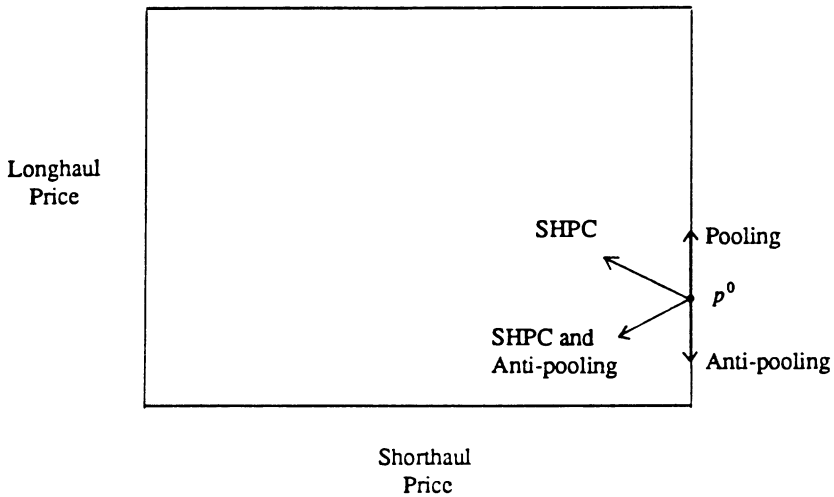 Longhaul
Price
SHPC
Pooling
p⁰
SHPC and
Anti-pooling
Anti-pooling
Shorthaul
Price